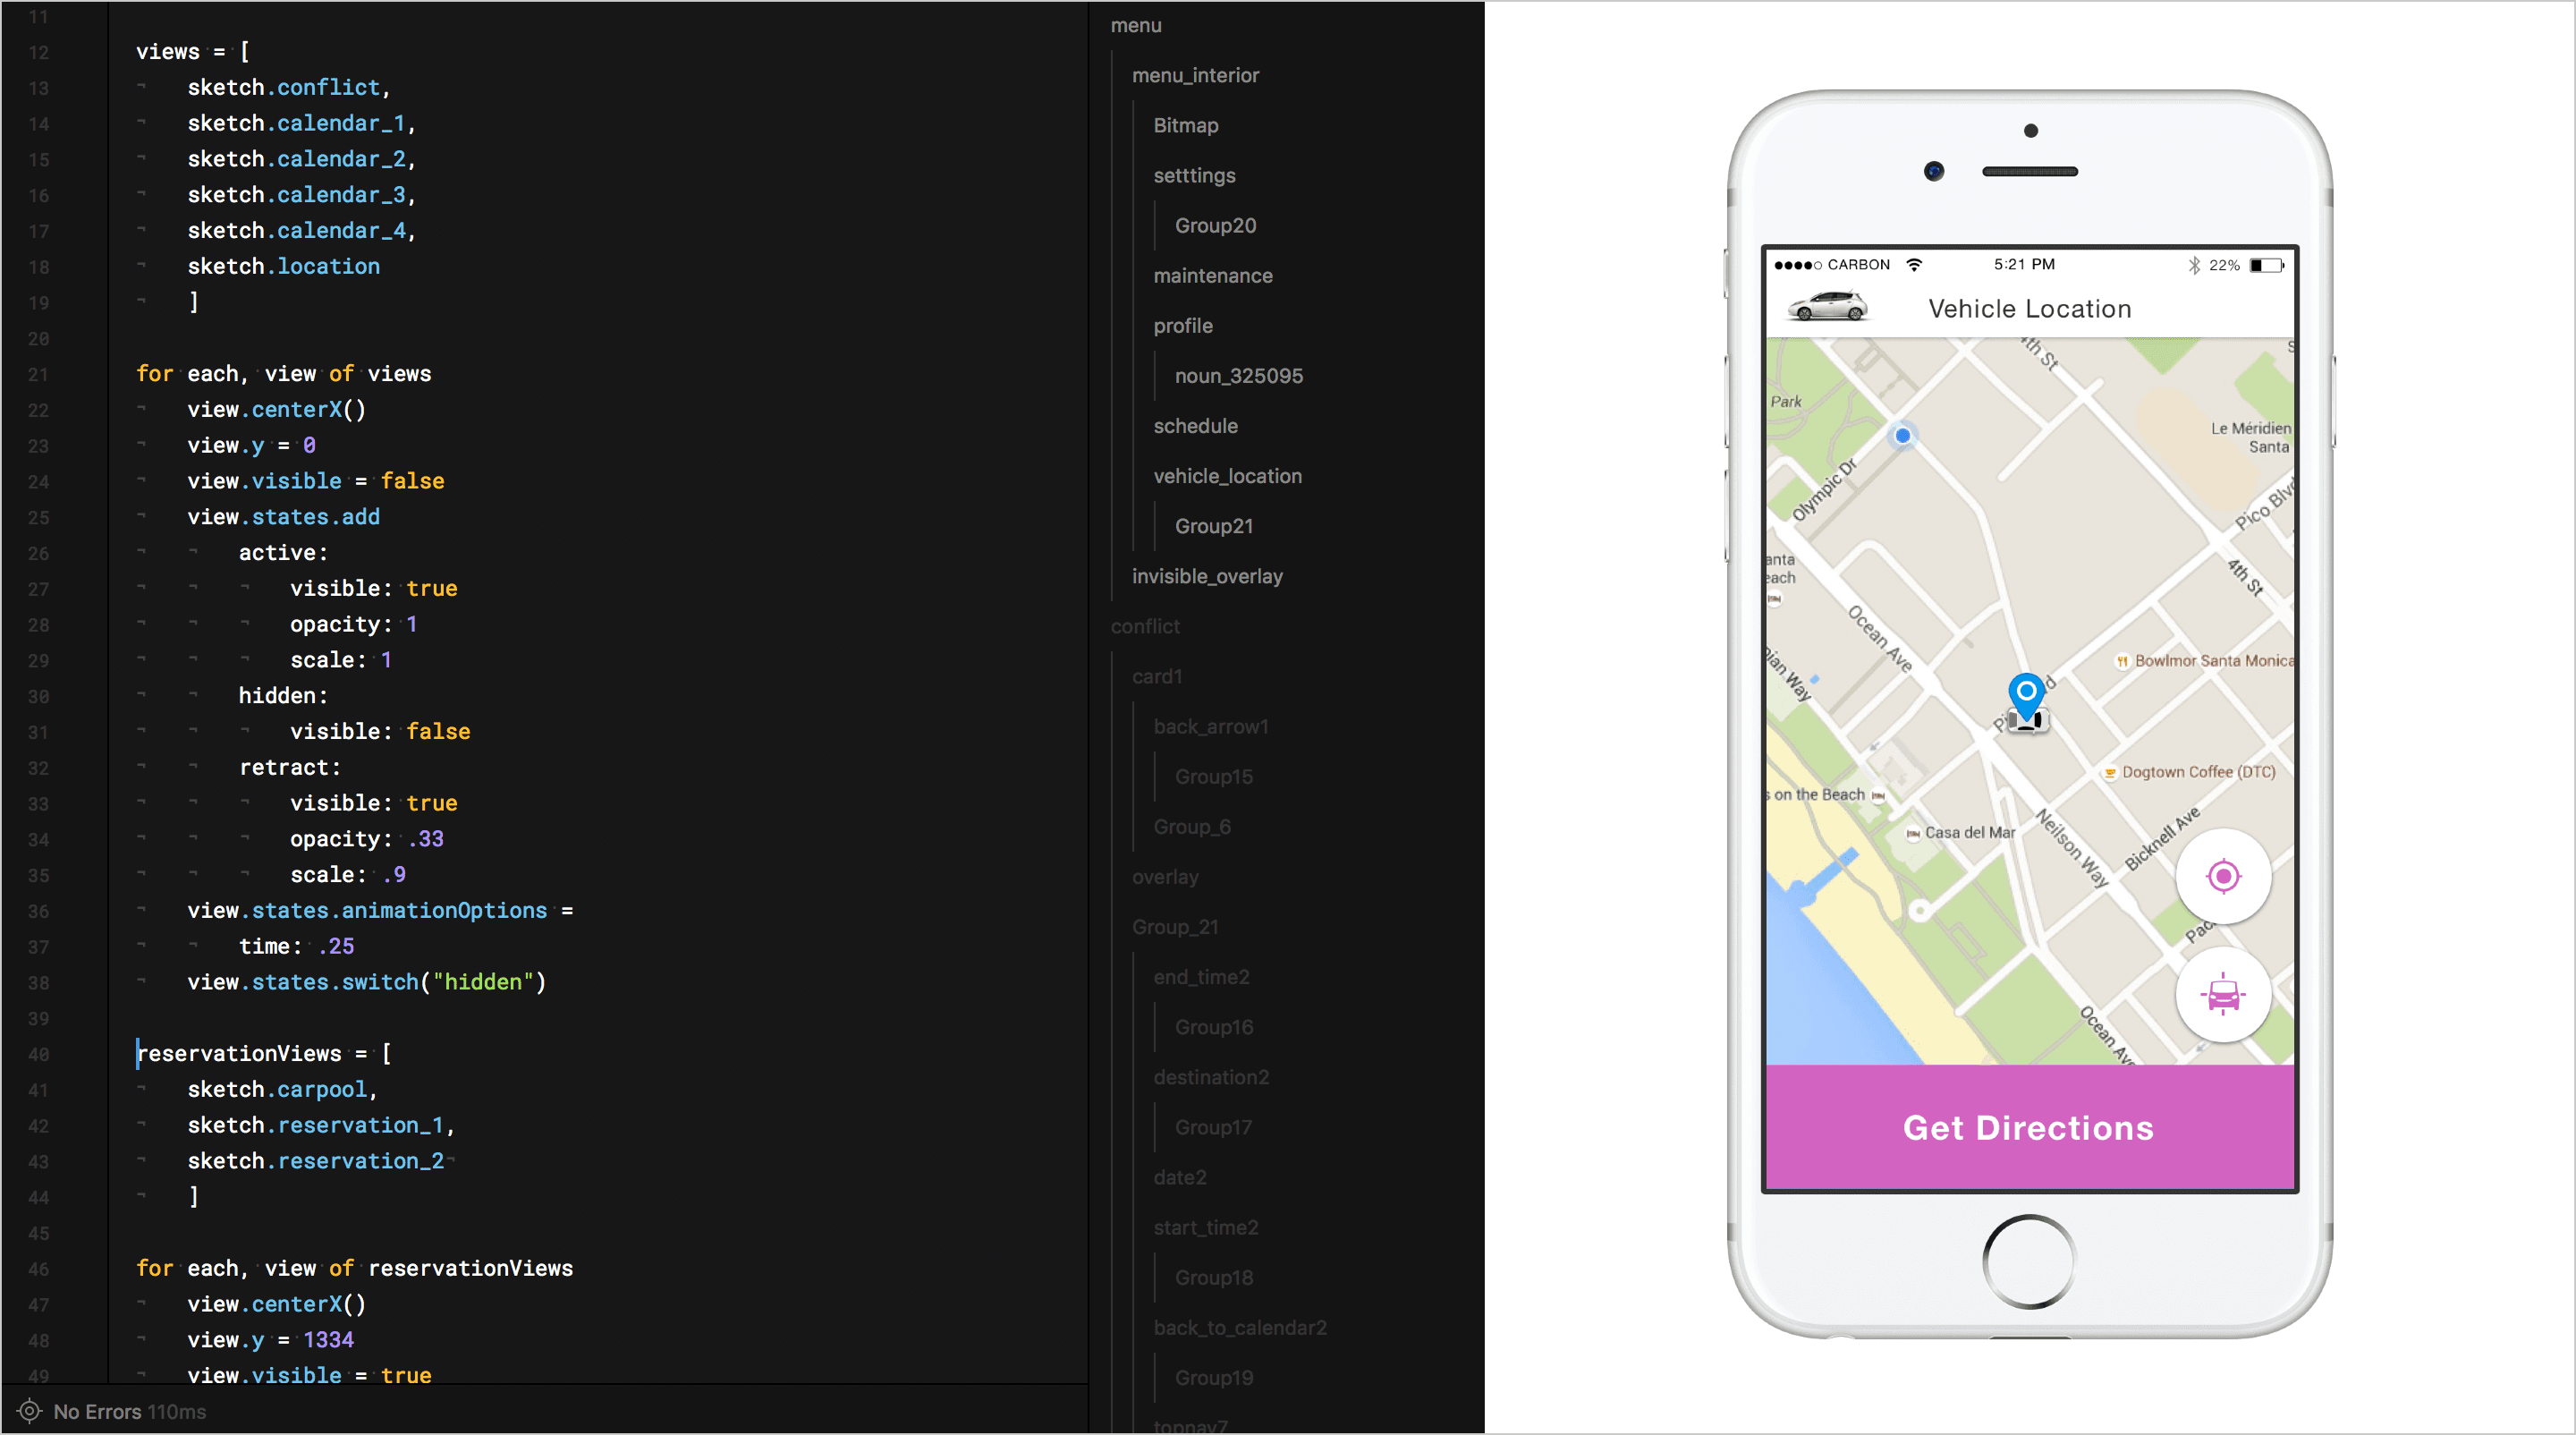 11
12 views = [
13 sketch.conflict,
14 sketch.calendar_1,
15 sketch.calendar_2,
16 sketch.calendar_3,
17 sketch.calendar_4,
18 sketch.location
19 ]
20
21 for each, view of views
22 view.centerX()
23 view.y = 0
24 view.visible = false
25 view.states.add
26 active:
27 visible: true
28 opacity: 1
29 scale: 1
30 hidden:
31 visible: false
32 retract:
33 visible: true
34 opacity: .33
35 scale: .9
36 view.states.animationOptions =
37 time: .25
38 view.states.switch("hidden")
39
40 reservationViews = [
41 sketch.carpool,
42 sketch.reservation_1,
43 sketch.reservation_2
44 ]
45
46 for each, view of reservationViews
47 view.centerX()
48 view.y = 1334
49 view.visible = true
No Errors 110ms
menu
menu_interior
Bitmap
setttings
Group20
maintenance
profile
noun_325095
schedule
vehicle_location
Group21
invisible_overlay
conflict
card1
back_arrow1
Group15
Group_6
overlay
Group_21
end_time2
Group16
destination2
Group17
date2
start_time2
Group18
back_to_calendar2
Group19
topnav7
CARBON 5:21 PM 22%
Vehicle Location
4th St
Park
Le Méridien
Santa
Olympic Dr
Pico Blvd
anta
each
4th St
Ocean Ave
Bowlmor Santa Monica
ian Way
Dogtown Coffee (DTC)
s on the Beach
Casa del Mar
Neilson Way
Bicknell Ave
Pac
Ocean Ave
Get Directions